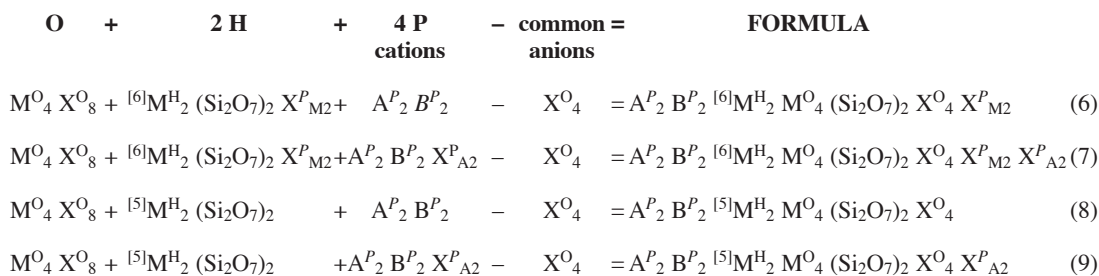 O + 2 H + 4 P – common = FORMULA
cations anions
M^O_4 X^O_8 + ^[6]M^H_2 (Si_2O_7)_2 X^P_M2+ A^P_2 B^P_2 – X^O_4 = A^P_2 B^P_2 ^[6]M^H_2 M^O_4 (Si_2O_7)_2 X^O_4 X^P_M2 (6)
M^O_4 X^O_8 + ^[6]M^H_2 (Si_2O_7)_2 X^P_M2+A^P_2 B^P_2 X^P_A2 – X^O_4 = A^P_2 B^P_2 ^[6]M^H_2 M^O_4 (Si_2O_7)_2 X^O_4 X^P_M2 X^P_A2 (7)
M^O_4 X^O_8 + ^[5]M^H_2 (Si_2O_7)_2 + A^P_2 B^P_2 – X^O_4 = A^P_2 B^P_2 ^[5]M^H_2 M^O_4 (Si_2O_7)_2 X^O_4 (8)
M^O_4 X^O_8 + ^[5]M^H_2 (Si_2O_7)_2 +A^P_2 B^P_2 X^P_A2 – X^O_4 = A^P_2 B^P_2 ^[5]M^H_2 M^O_4 (Si_2O_7)_2 X^O_4 X^P_A2 (9)